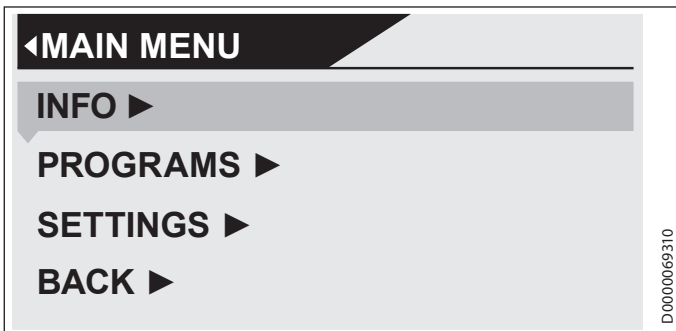 ◄MAIN MENU
INFO ►
PROGRAMS ►
SETTINGS ►
BACK ►
D0000069310